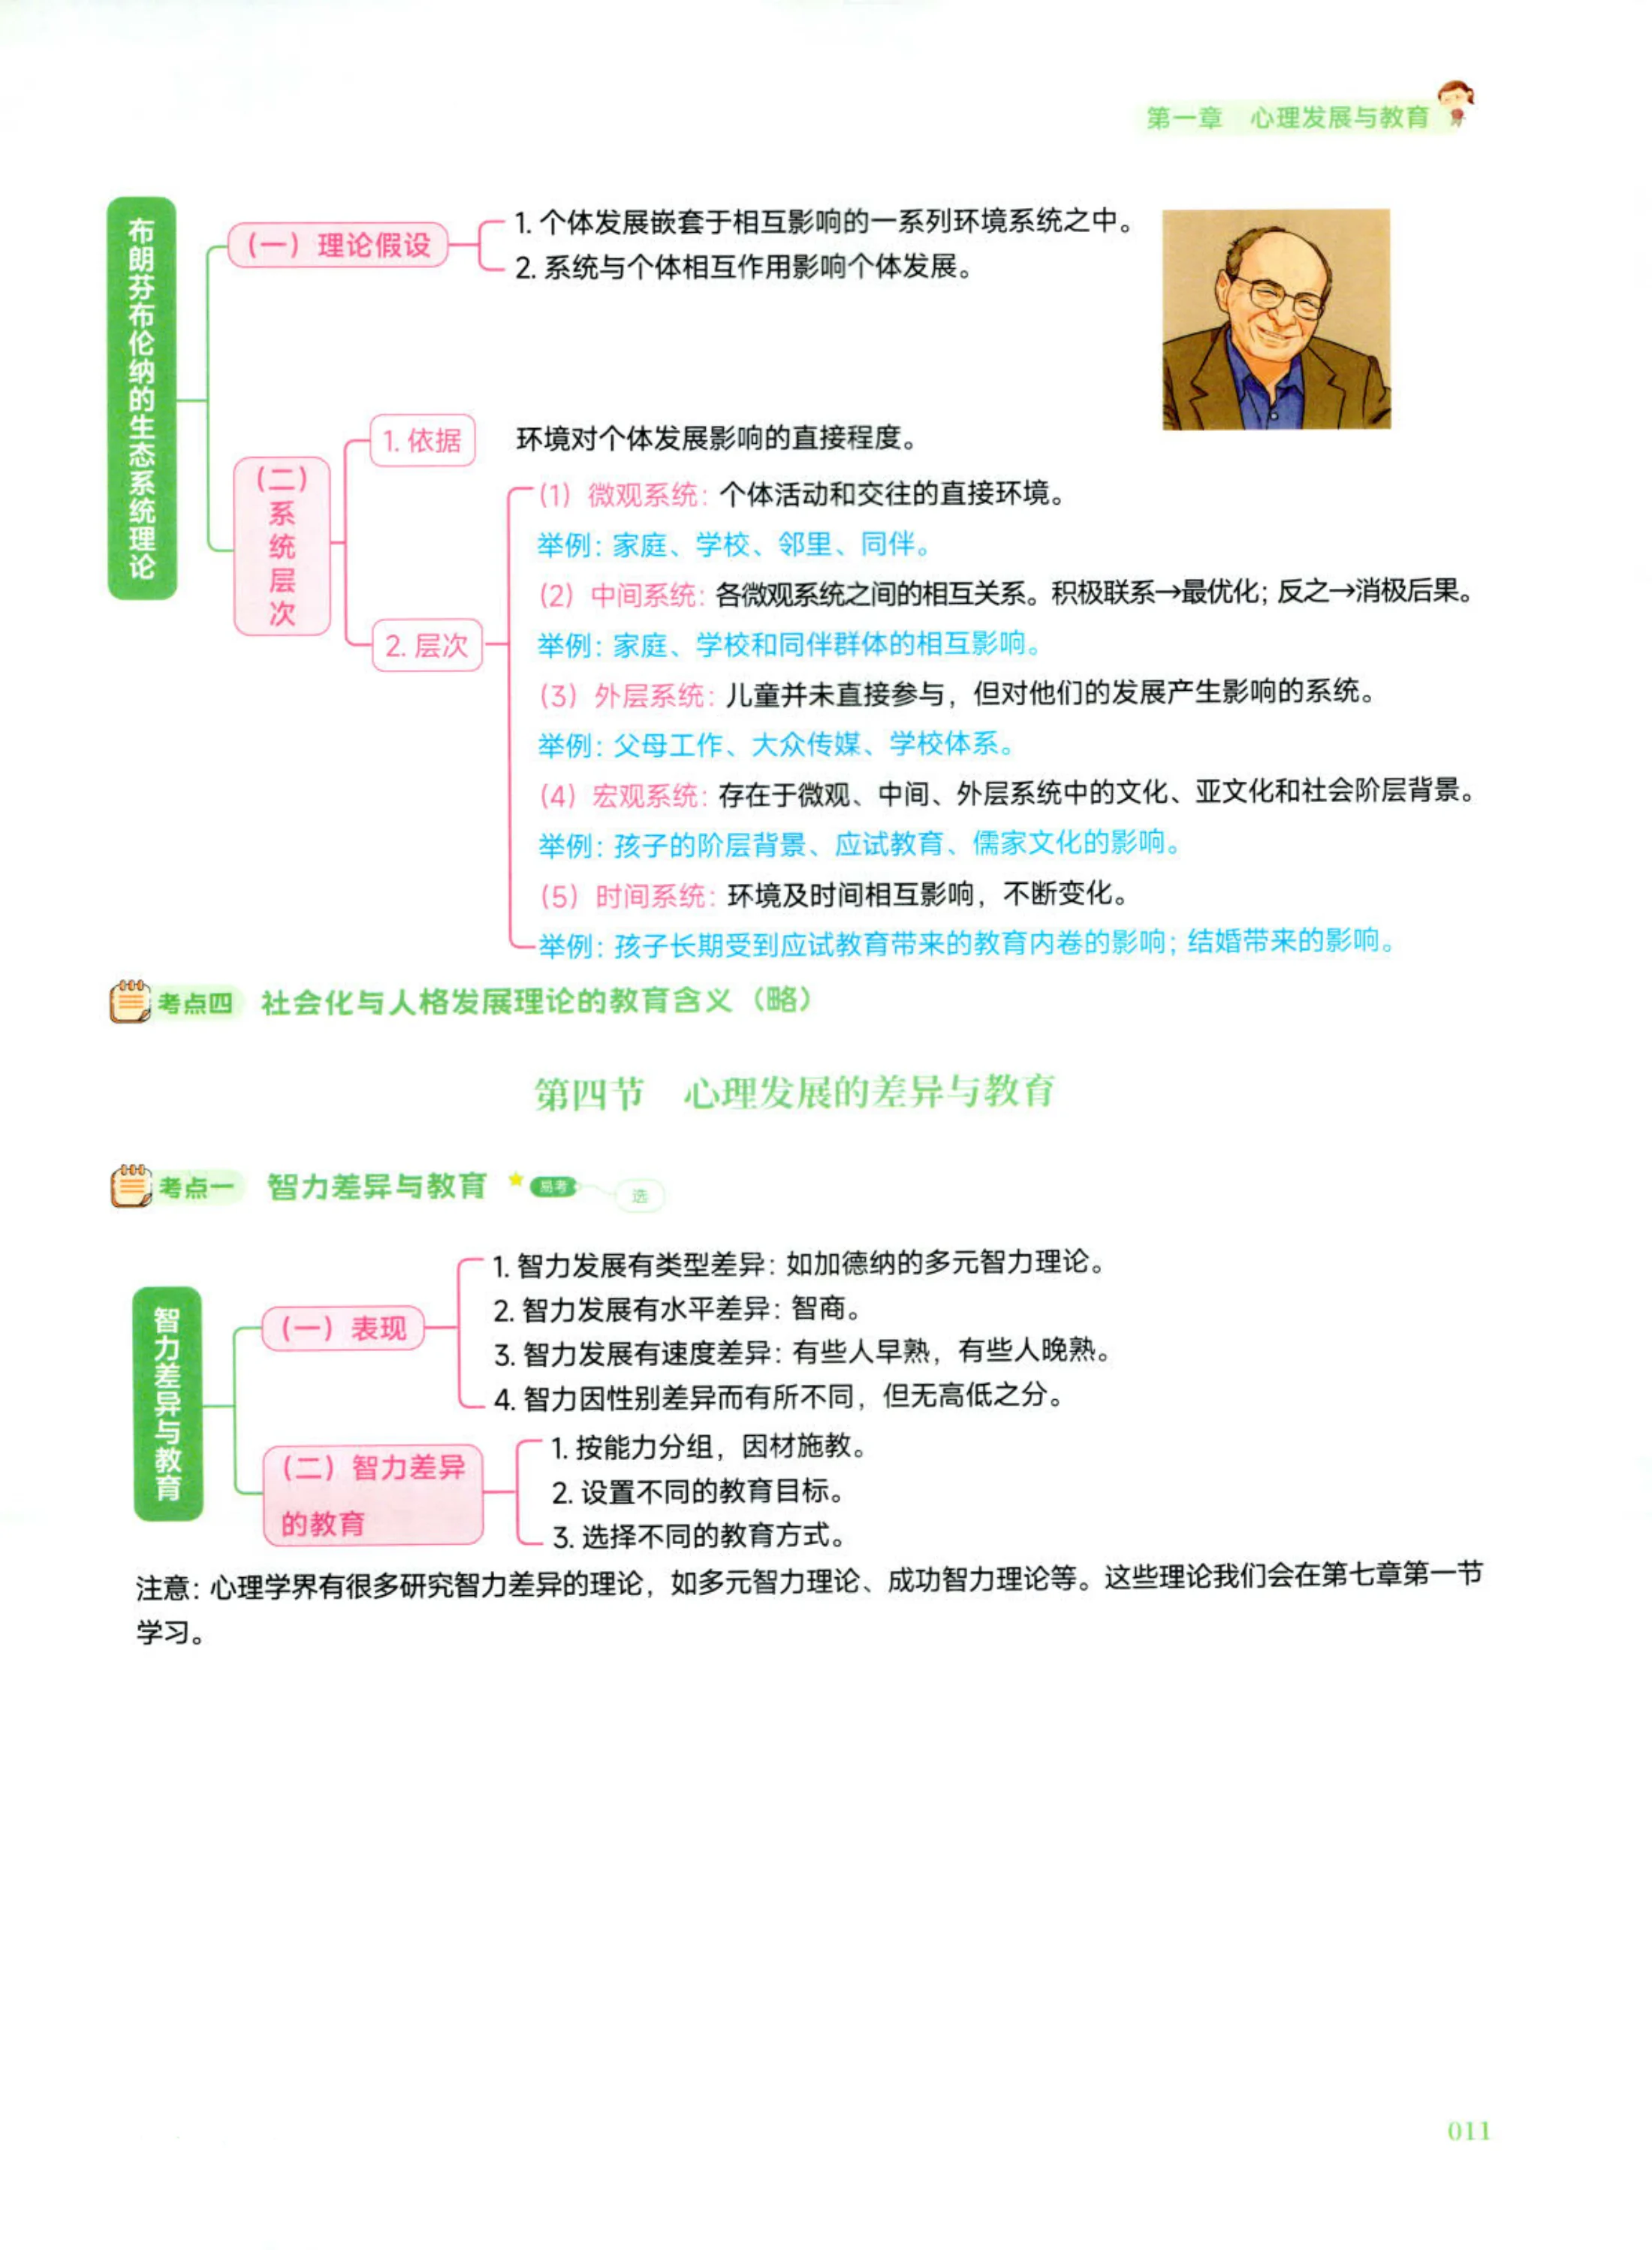 第一章 心理发展与教育
布朗芬布伦纳的生态系统理论
（一）理论假设
1. 个体发展嵌套于相互影响的一系列环境系统之中。
2. 系统与个体相互作用影响个体发展。
（二）系统层次
1. 依据
环境对个体发展影响的直接程度。
2. 层次
（1）微观系统：个体活动和交往的直接环境。
举例：家庭、学校、邻里、同伴。
（2）中间系统：各微观系统之间的相互关系。积极联系→最优化；反之→消极后果。
举例：家庭、学校和同伴群体的相互影响。
（3）外层系统：儿童并未直接参与，但对他们的发展产生影响的系统。
举例：父母工作、大众传媒、学校体系。
（4）宏观系统：存在于微观、中间、外层系统中的文化、亚文化和社会阶层背景。
举例：孩子的阶层背景、应试教育、儒家文化的影响。
（5）时间系统：环境及时间相互影响，不断变化。
举例：孩子长期受到应试教育带来的教育内卷的影响；结婚带来的影响。
考点四 社会化与人格发展理论的教育含义（略）
第四节 心理发展的差异与教育
考点一 智力差异与教育 易考 选
智力差异与教育
（一）表现
1. 智力发展有类型差异：如加德纳的多元智力理论。
2. 智力发展有水平差异：智商。
3. 智力发展有速度差异：有些人早熟，有些人晚熟。
4. 智力因性别差异而有所不同，但无高低之分。
（二）智力差异
的教育
1. 按能力分组，因材施教。
2. 设置不同的教育目标。
3. 选择不同的教育方式。
注意：心理学界有很多研究智力差异的理论，如多元智力理论、成功智力理论等。这些理论我们会在第七章第一节
学习。
011